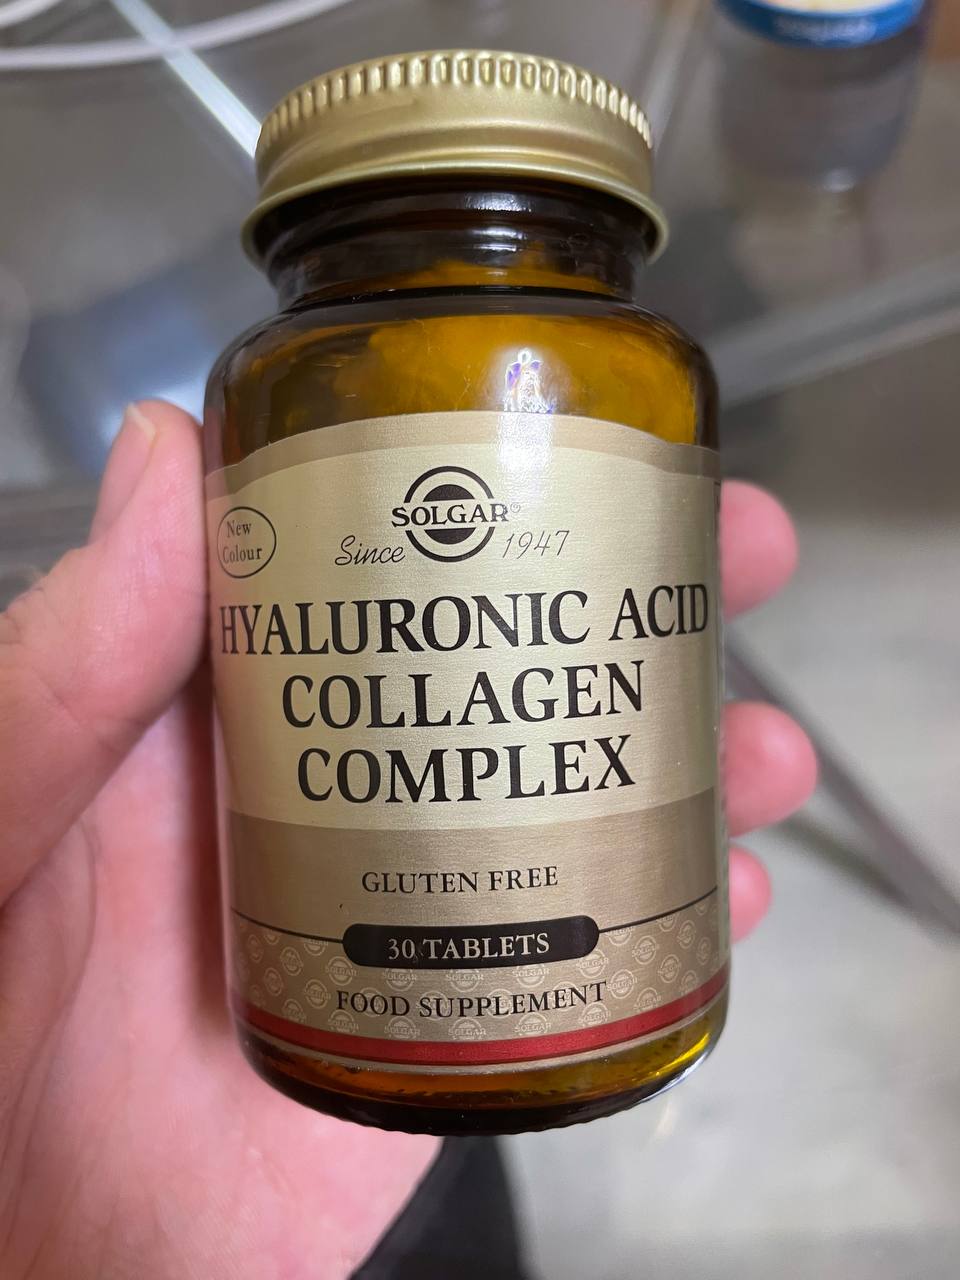 SOLGAR®
Since 1947
New
Colour
HYALURONIC ACID
COLLAGEN
COMPLEX
GLUTEN FREE
30 TABLETS
FOOD SUPPLEMENT